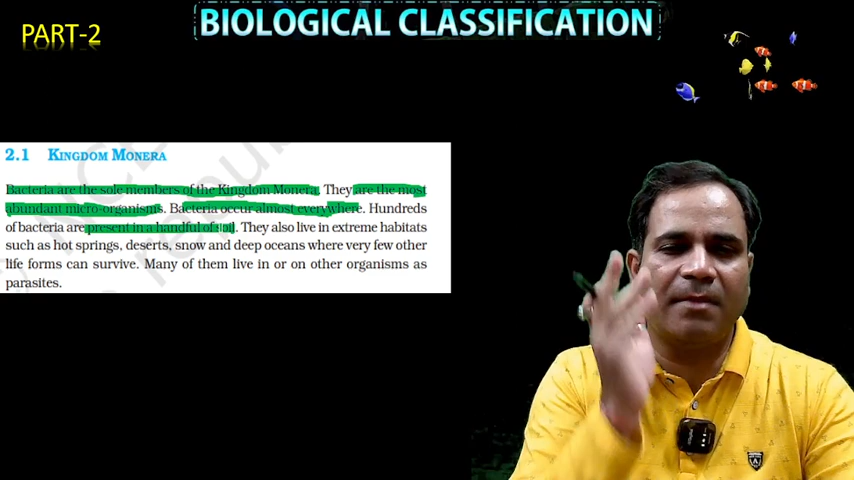 PART-2
BIOLOGICAL CLASSIFICATION
2.1 KINGDOM MONERA
Bacteria are the sole members of the Kingdom Monera. They are the most
abundant micro-organisms. Bacteria occur almost everywhere. Hundreds
of bacteria are present in a handful of soil. They also live in extreme habitats
such as hot springs, deserts, snow and deep oceans where very few other
life forms can survive. Many of them live in or on other organisms as
parasites.